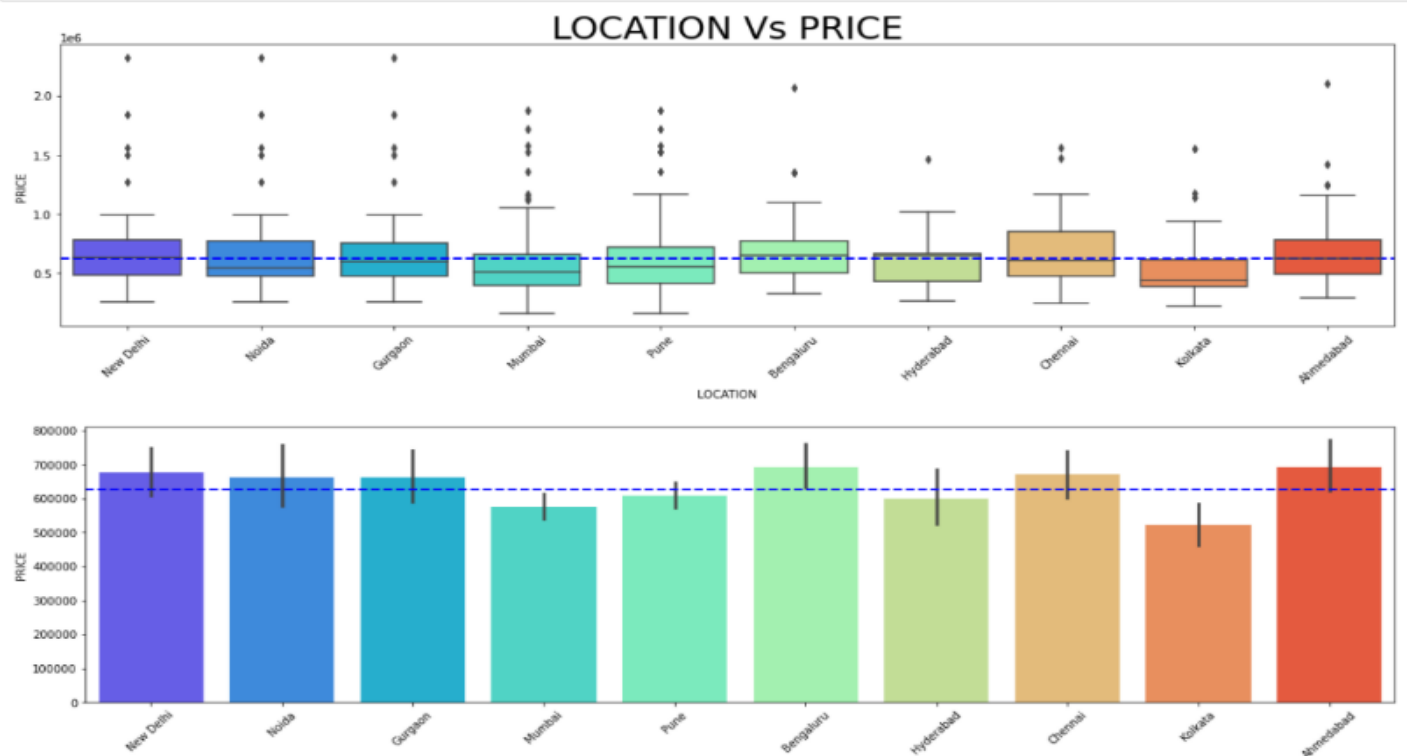 LOCATION Vs PRICE
1e6
2.0
1.5
1.0
0.5
PRICE
New Delhi
Noida
Gurgaon
Mumbai
Pune
Bengaluru
Hyderabad
Chennai
Kolkata
Ahmedabad
LOCATION
800000
700000
600000
500000
400000
300000
200000
100000
0
PRICE
New Delhi
Noida
Gurgaon
Mumbai
Pune
Bengaluru
Hyderabad
Chennai
Kolkata
Ahmedabad